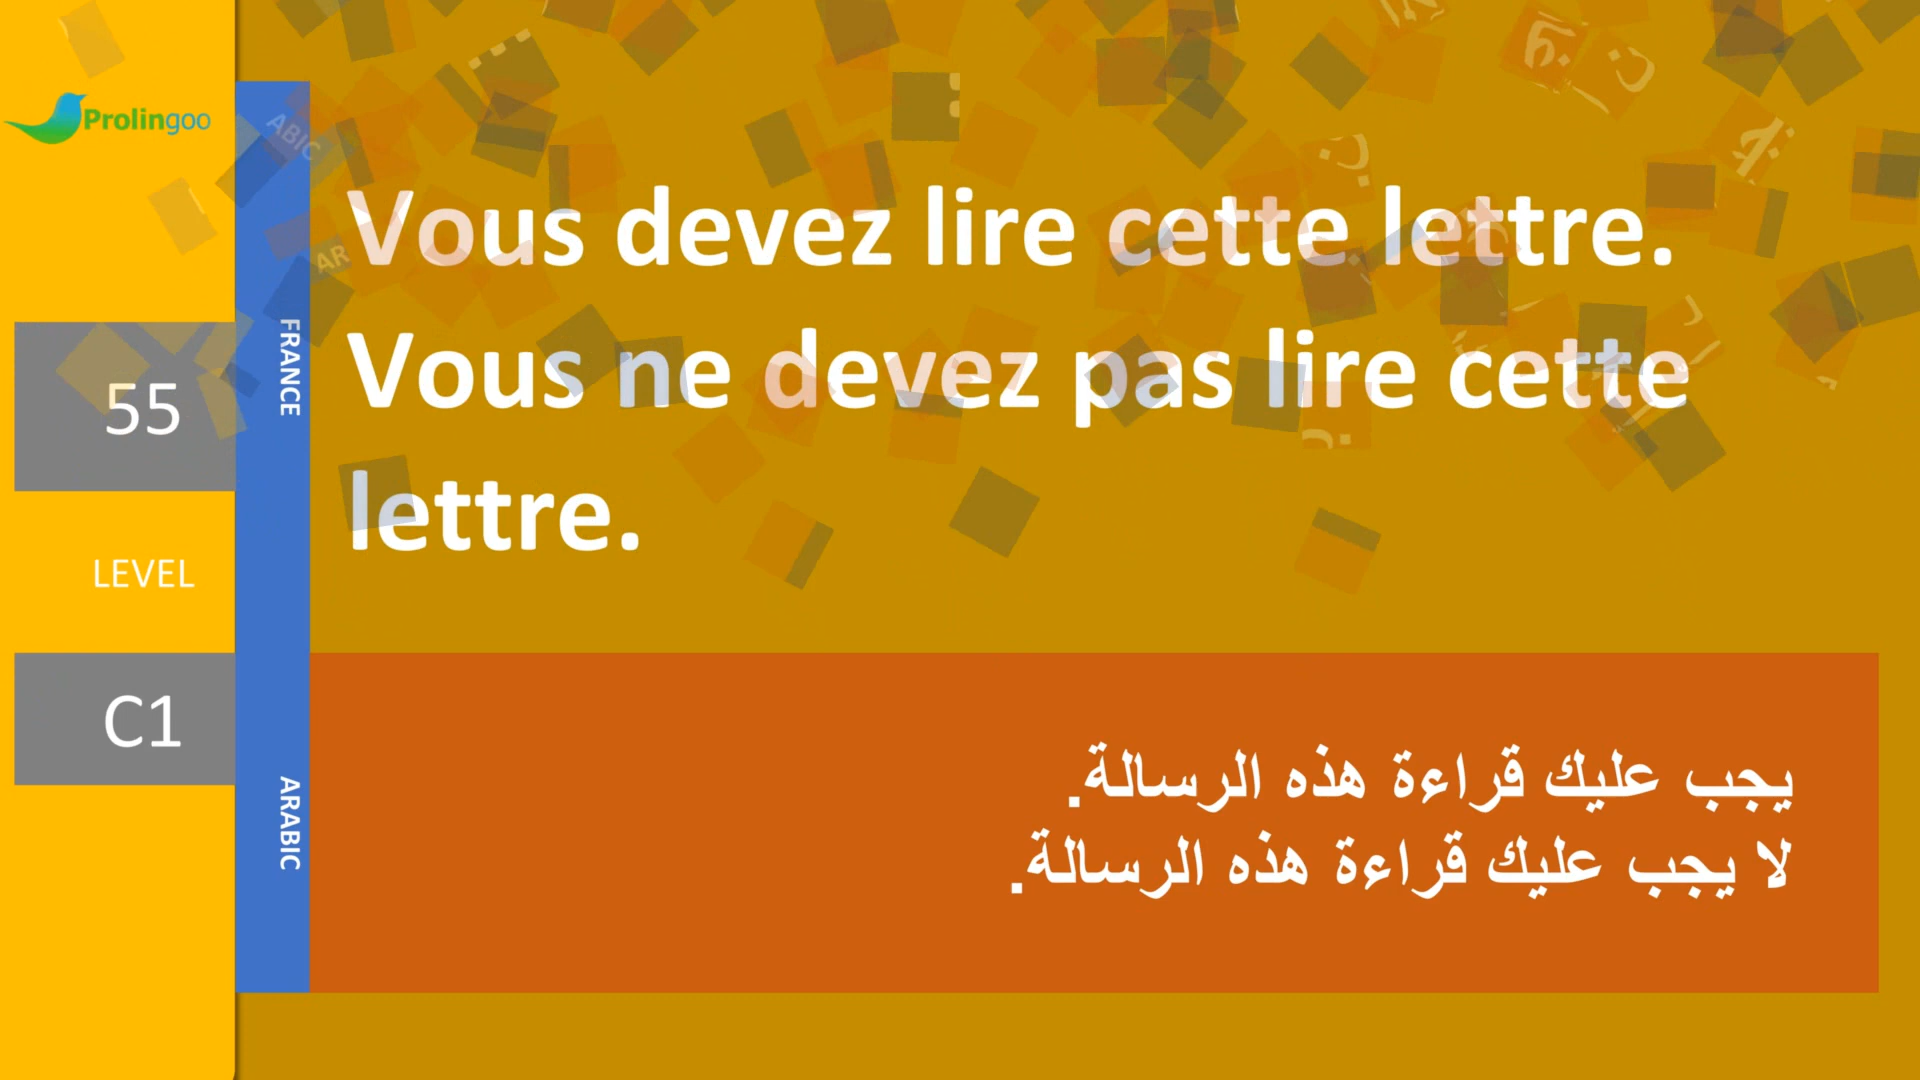 Prolingoo
55
LEVEL
C1
FRANCE
ARABIC
Vous devez lire cette lettre.
Vous ne devez pas lire cette
lettre.
يجب عليك قراءة هذه الرسالة.
لا يجب عليك قراءة هذه الرسالة.